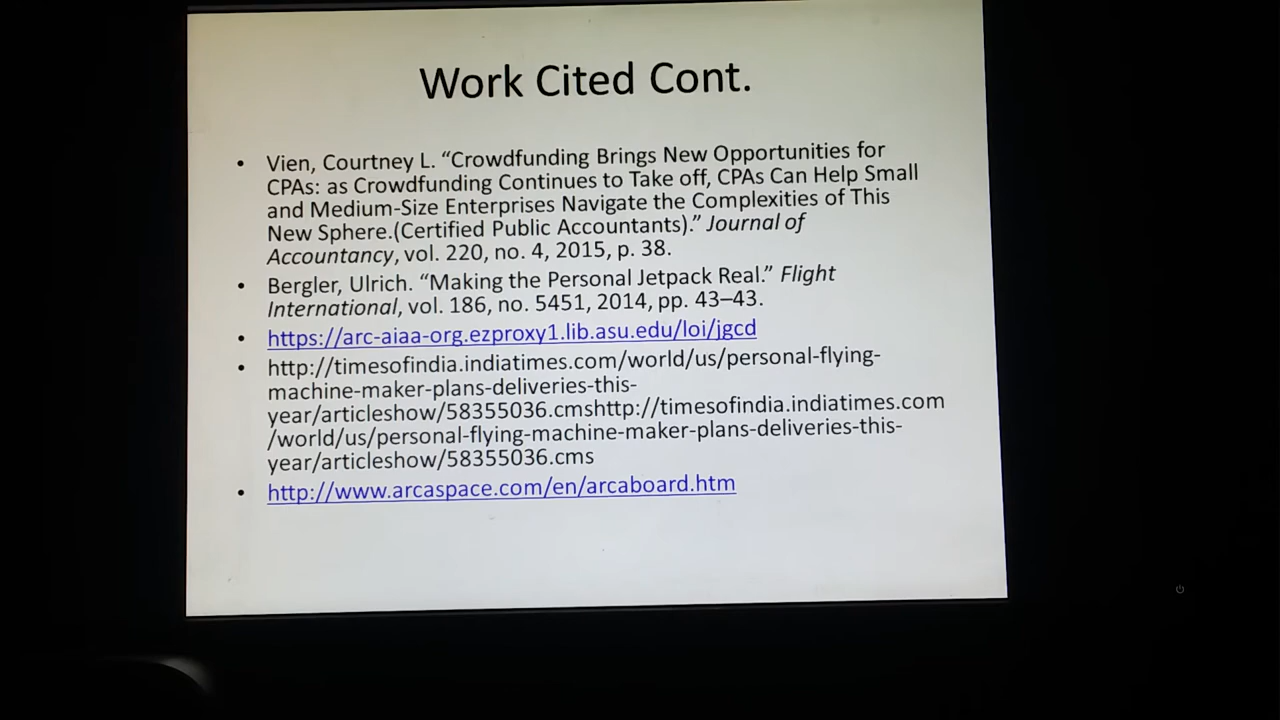 Work Cited Cont.
• Vien, Courtney L. “Crowdfunding Brings New Opportunities for
CPAs: as Crowdfunding Continues to Take off, CPAs Can Help Small
and Medium-Size Enterprises Navigate the Complexities of This
New Sphere.(Certified Public Accountants).” Journal of
Accountancy, vol. 220, no. 4, 2015, p. 38.
• Bergler, Ulrich. “Making the Personal Jetpack Real.” Flight
International, vol. 186, no. 5451, 2014, pp. 43–43.
• https://arc-aiaa-org.ezproxy1.lib.asu.edu/loi/jgcd
• http://timesofindia.indiatimes.com/world/us/personal-flying-
machine-maker-plans-deliveries-this-
year/articleshow/58355036.cmshttp://timesofindia.indiatimes.com
/world/us/personal-flying-machine-maker-plans-deliveries-this-
year/articleshow/58355036.cms
• http://www.arcaspace.com/en/arcaboard.htm